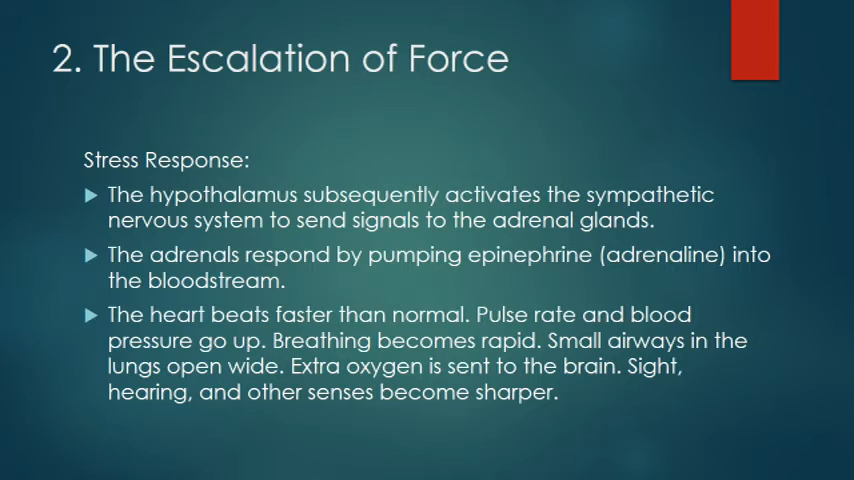 2. The Escalation of Force
Stress Response:
The hypothalamus subsequently activates the sympathetic
nervous system to send signals to the adrenal glands.
The adrenals respond by pumping epinephrine (adrenaline) into
the bloodstream.
The heart beats faster than normal. Pulse rate and blood
pressure go up. Breathing becomes rapid. Small airways in the
lungs open wide. Extra oxygen is sent to the brain. Sight,
hearing, and other senses become sharper.